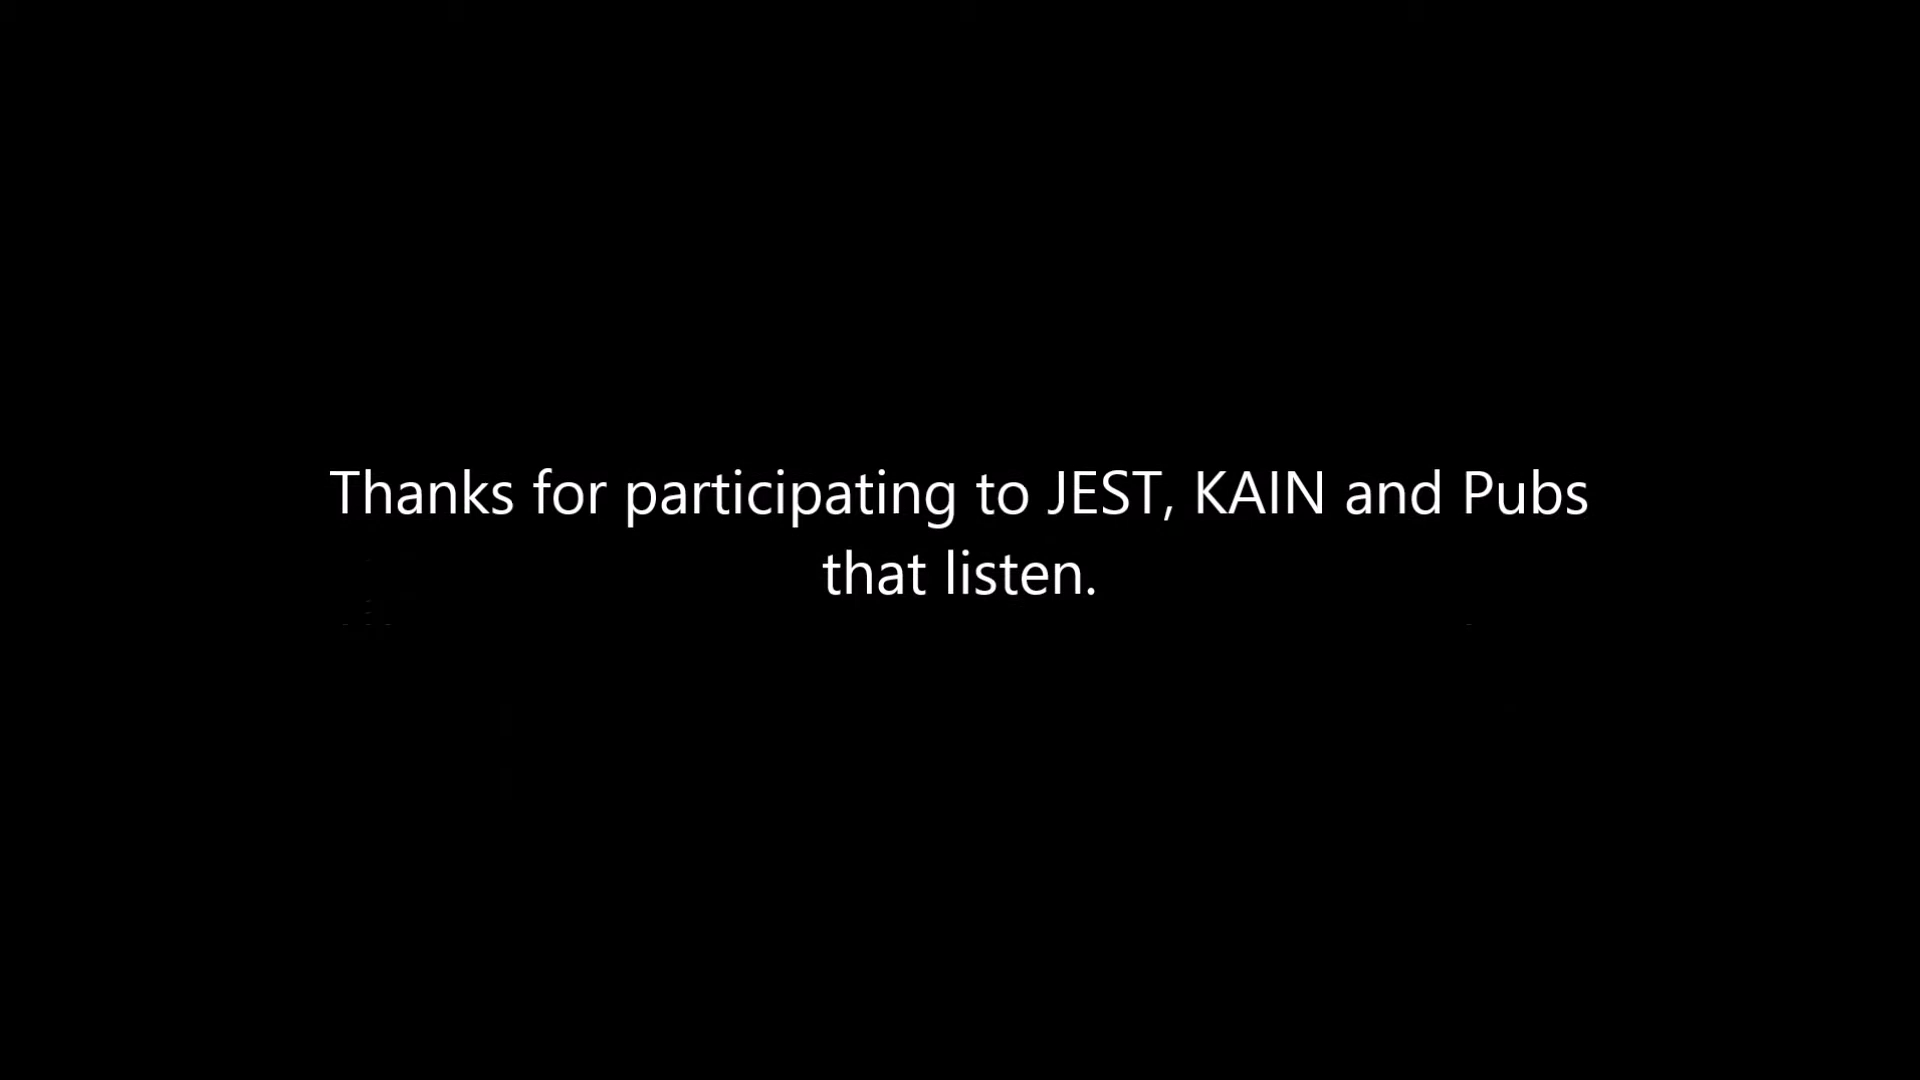 Thanks for participating to JEST, KAIN and Pubs
that listen.